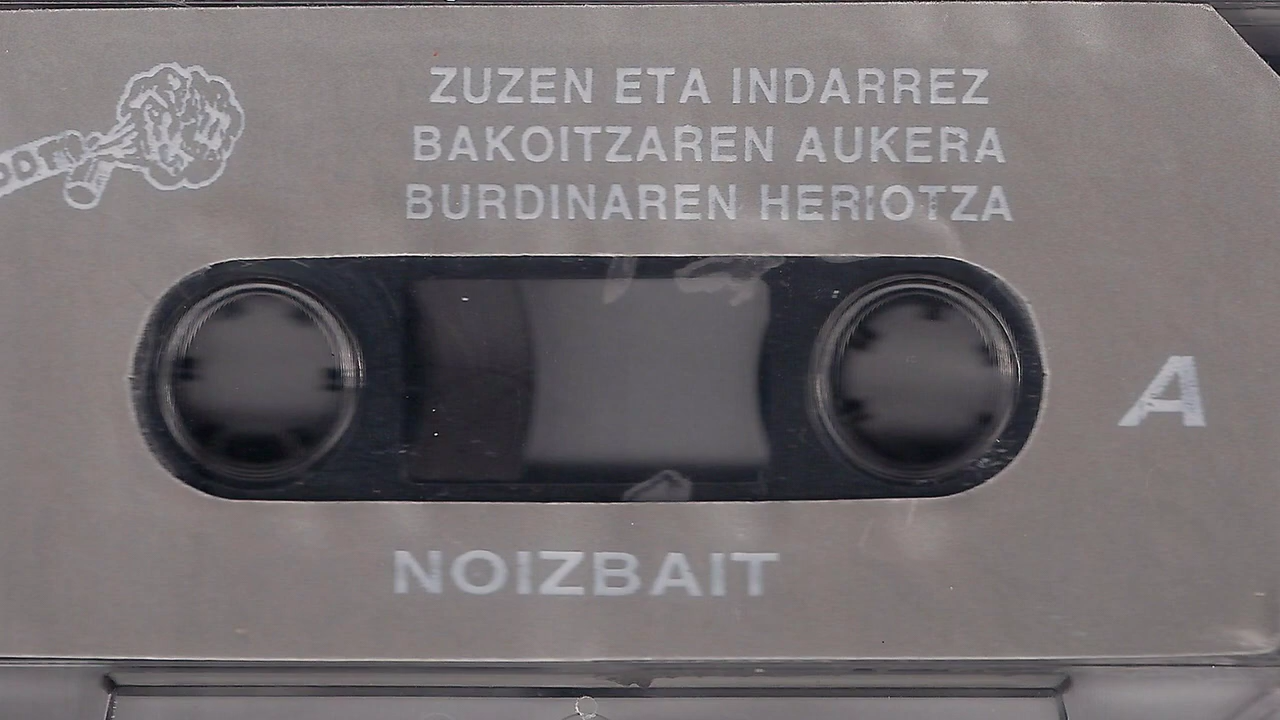 ZUZEN ETA INDARREZ
BAKOITZAREN AUKERA
BURDINAREN HERIOTZA
A
NOIZBAIT